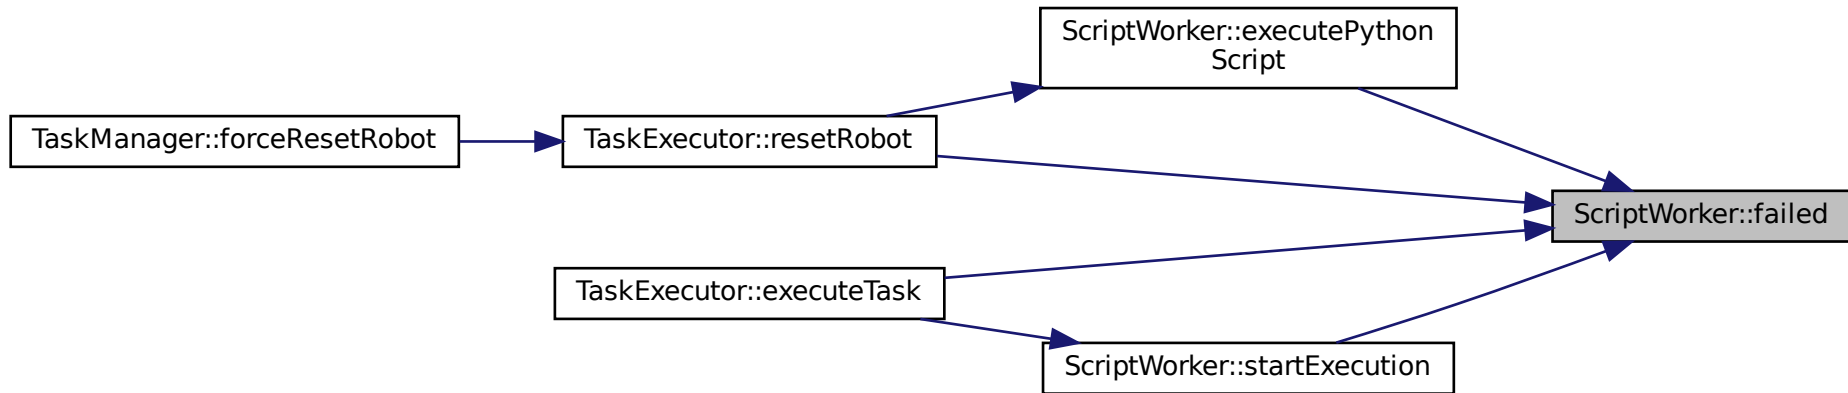 ScriptWorker::executePython
Script
TaskManager::forceResetRobot
TaskExecutor::resetRobot
ScriptWorker::failed
TaskExecutor::executeTask
ScriptWorker::startExecution